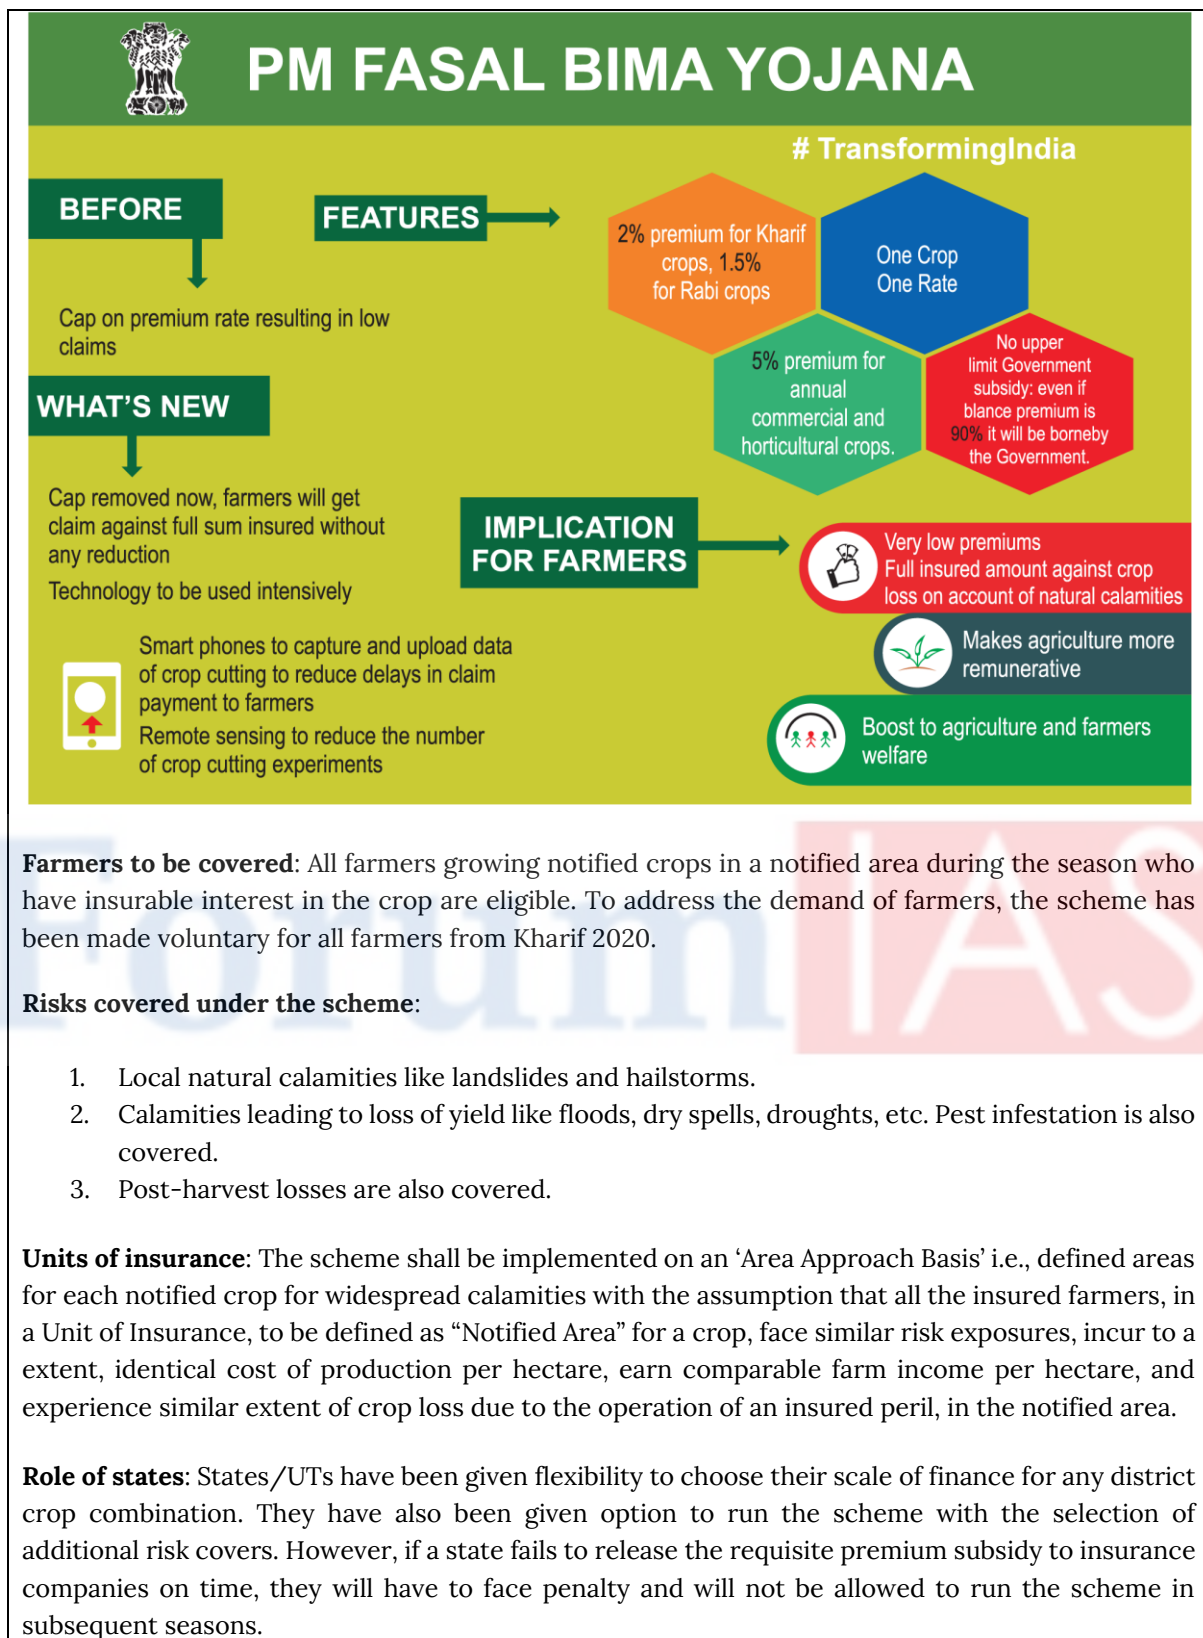 PM FASAL BIMA YOJANA
# TransformingIndia
BEFORE
Cap on premium rate resulting in low
claims
WHAT'S NEW
Cap removed now, farmers will get
claim against full sum insured without
any reduction
Technology to be used intensively
Smart phones to capture and upload data
of crop cutting to reduce delays in claim
payment to farmers
Remote sensing to reduce the number
of crop cutting experiments
FEATURES
2% premium for Kharif
crops, 1.5%
for Rabi crops
One Crop
One Rate
5% premium for
annual
commercial and
horticultural crops.
No upper
limit Government
subsidy: even if
blance premium is
90% it will be borneby
the Government.
IMPLICATION
FOR FARMERS
Very low premiums
Full insured amount against crop
loss on account of natural calamities
Makes agriculture more
remunerative
Boost to agriculture and farmers
welfare
ForumIAS
Farmers to be covered: All farmers growing notified crops in a notified area during the season who
have insurable interest in the crop are eligible. To address the demand of farmers, the scheme has
been made voluntary for all farmers from Kharif 2020.
Risks covered under the scheme:
1. Local natural calamities like landslides and hailstorms.
2. Calamities leading to loss of yield like floods, dry spells, droughts, etc. Pest infestation is also
covered.
3. Post-harvest losses are also covered.
Units of insurance: The scheme shall be implemented on an ‘Area Approach Basis’ i.e., defined areas
for each notified crop for widespread calamities with the assumption that all the insured farmers, in
a Unit of Insurance, to be defined as “Notified Area” for a crop, face similar risk exposures, incur to a
extent, identical cost of production per hectare, earn comparable farm income per hectare, and
experience similar extent of crop loss due to the operation of an insured peril, in the notified area.
Role of states: States/UTs have been given flexibility to choose their scale of finance for any district
crop combination. They have also been given option to run the scheme with the selection of
additional risk covers. However, if a state fails to release the requisite premium subsidy to insurance
companies on time, they will have to face penalty and will not be allowed to run the scheme in
subsequent seasons.